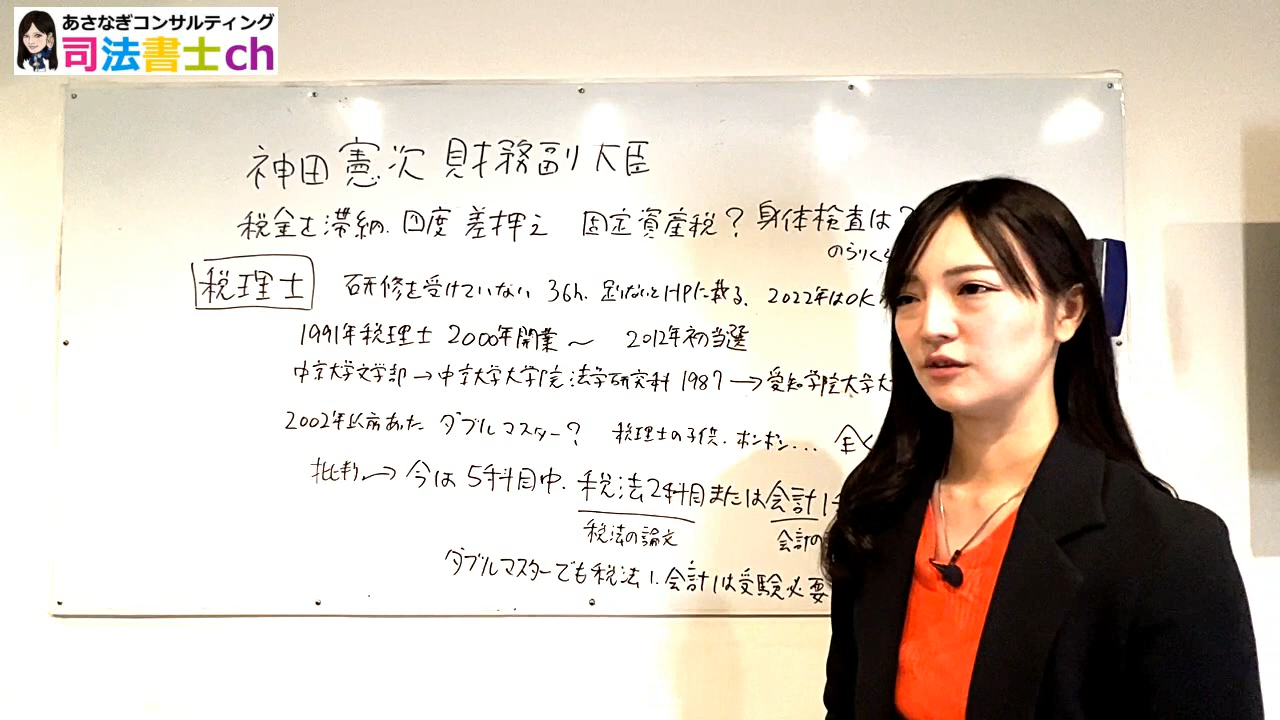 あさなぎコンサルティング
司法書士ch
神田憲次 財務副大臣
税金を滞納、四度差押え 固定資産税？身体検査は？
のらりくら
税理士 研修を受けていない 36h、足りないとHPに載る、2022年はOK
1991年税理士 2000年開業〜 2012年初当選
中京大学文学部→中京大学大学院法学研究科1987→愛知学院大学大
2002年以前あった ダブルマスター？ 税理士の子供、ボンボン... 全く
批判→今は5科目中、税法2科目または会計1
税法の論文 会計の
ダブルマスターでも税法1、会計1は受験必要